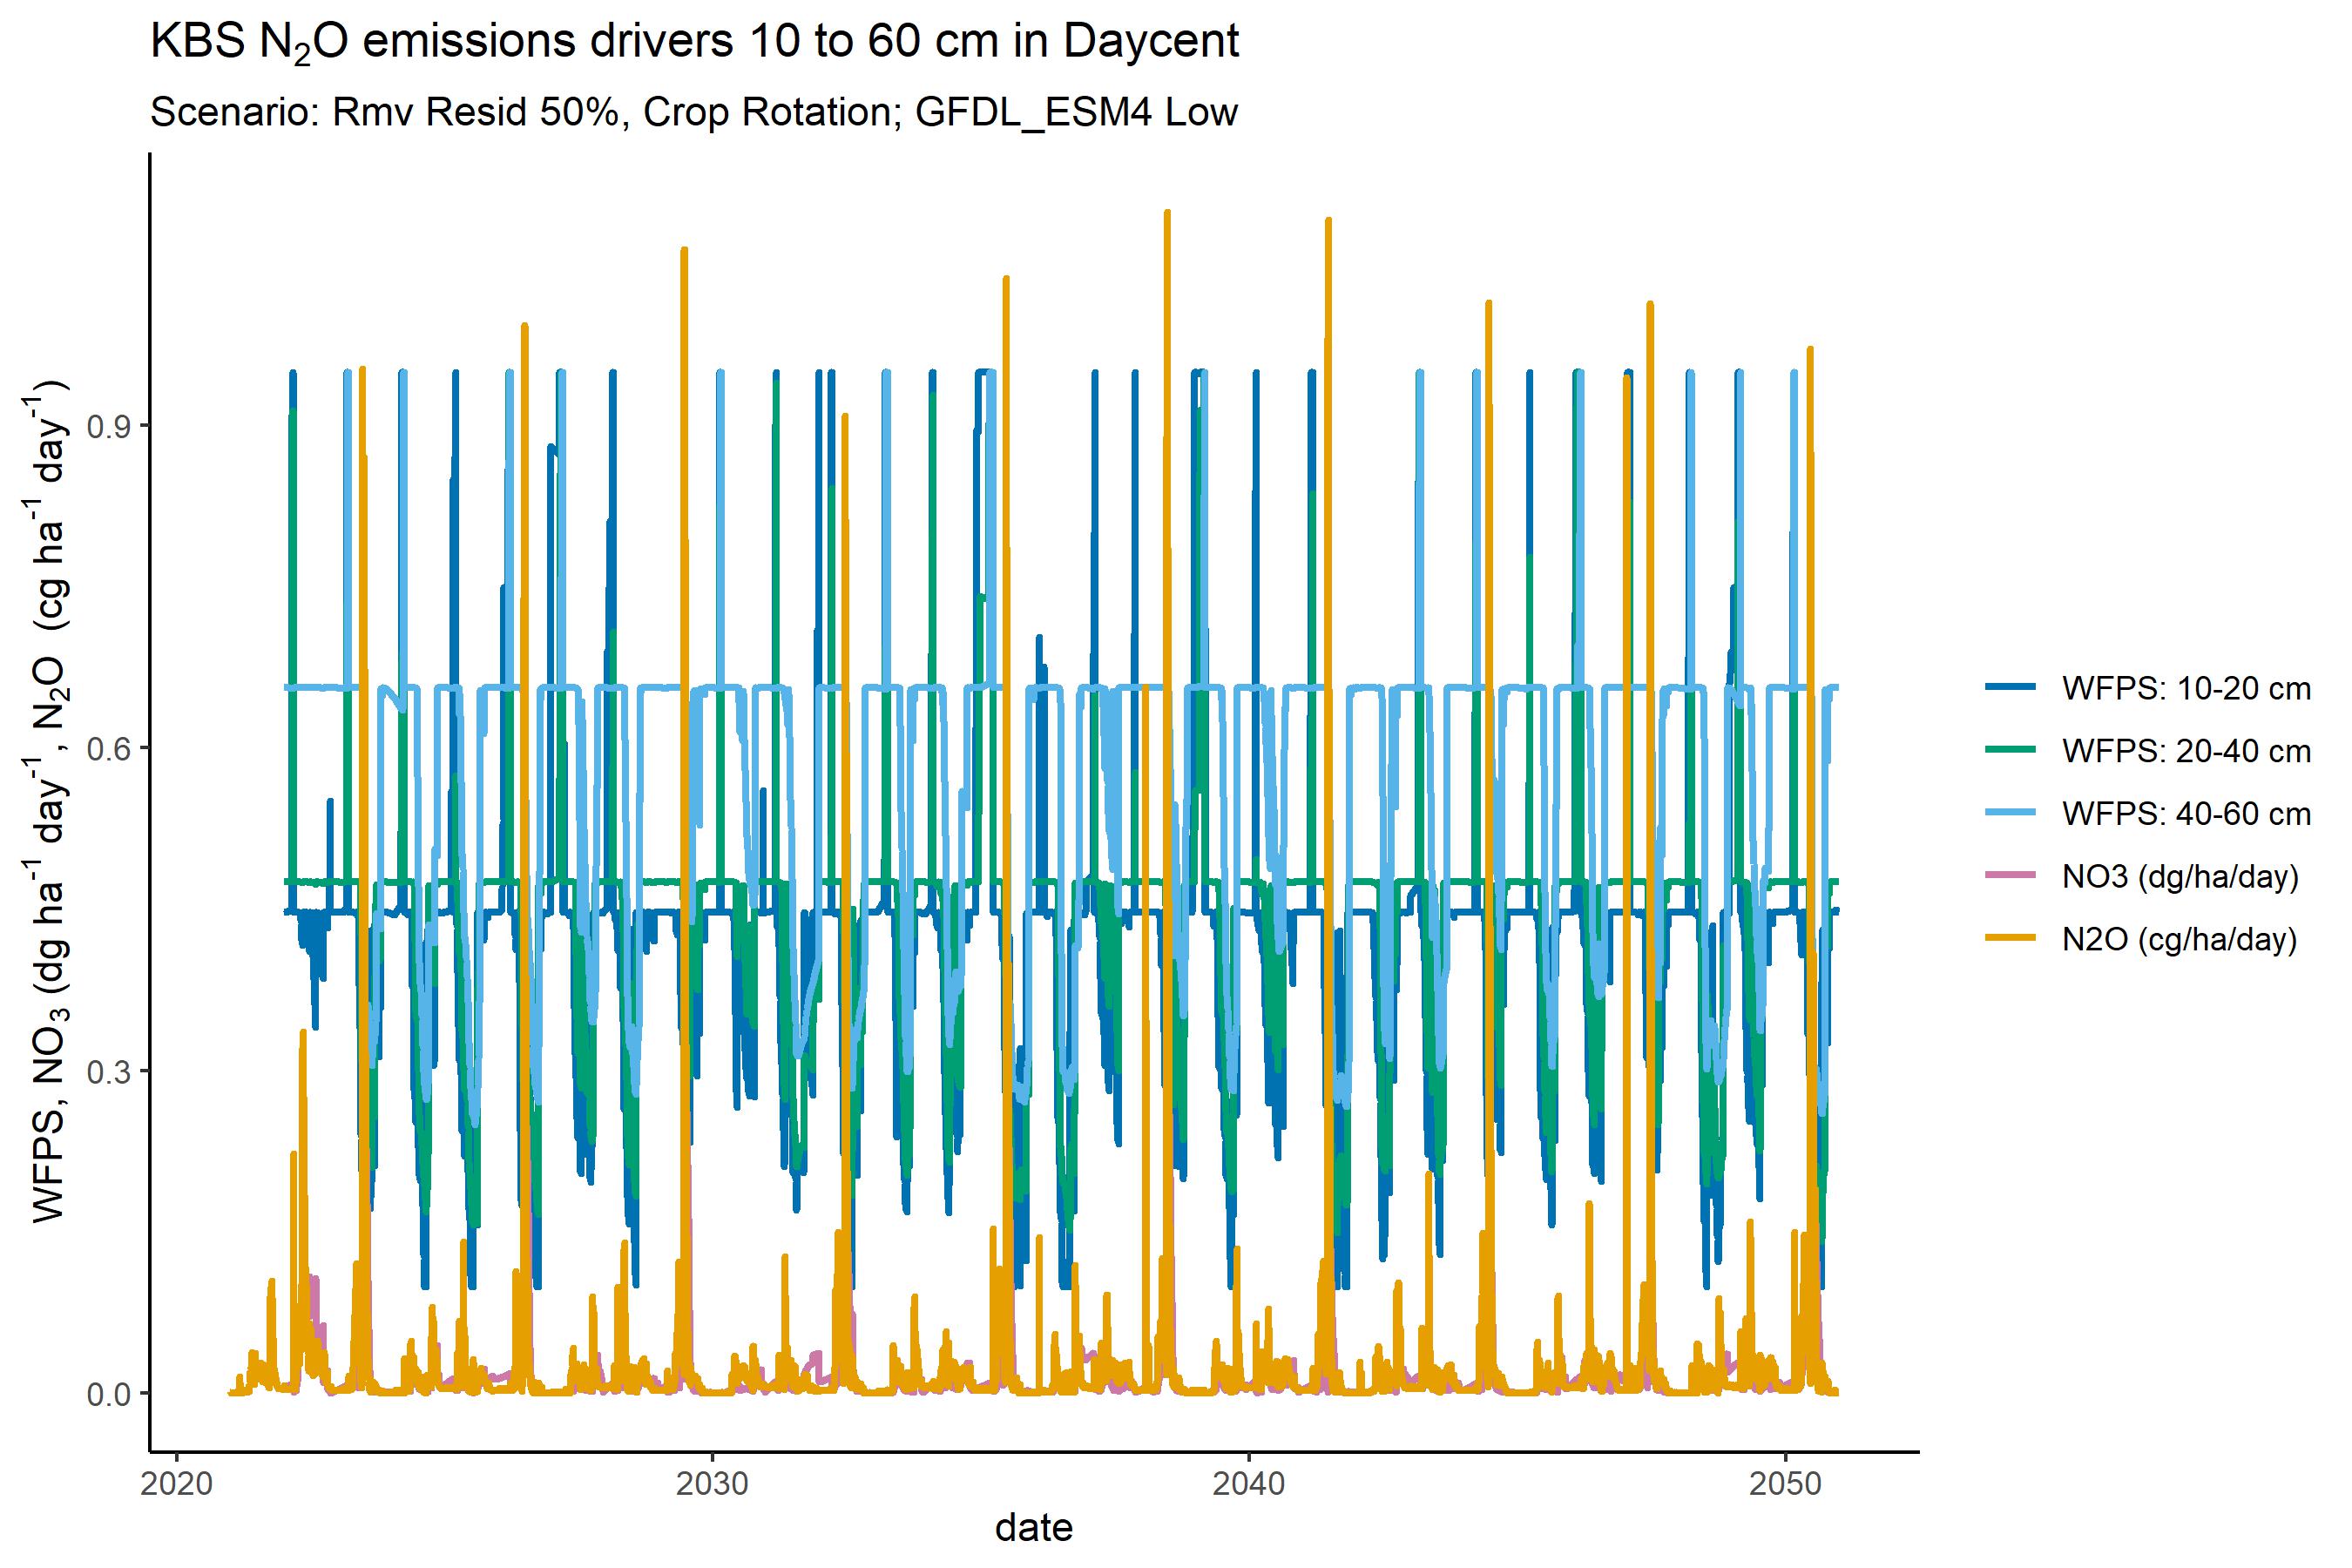 KBS N₂O emissions drivers 10 to 60 cm in Daycent
Scenario: Rmv Resid 50%, Crop Rotation; GFDL_ESM4 Low
WFPS, NO₃ (dg ha⁻¹ day⁻¹, N₂O (cg ha⁻¹ day⁻¹)
0.9
0.6
0.3
0.0
2020
2030
2040
2050
date
WFPS: 10-20 cm
WFPS: 20-40 cm
WFPS: 40-60 cm
NO3 (dg/ha/day)
N2O (cg/ha/day)